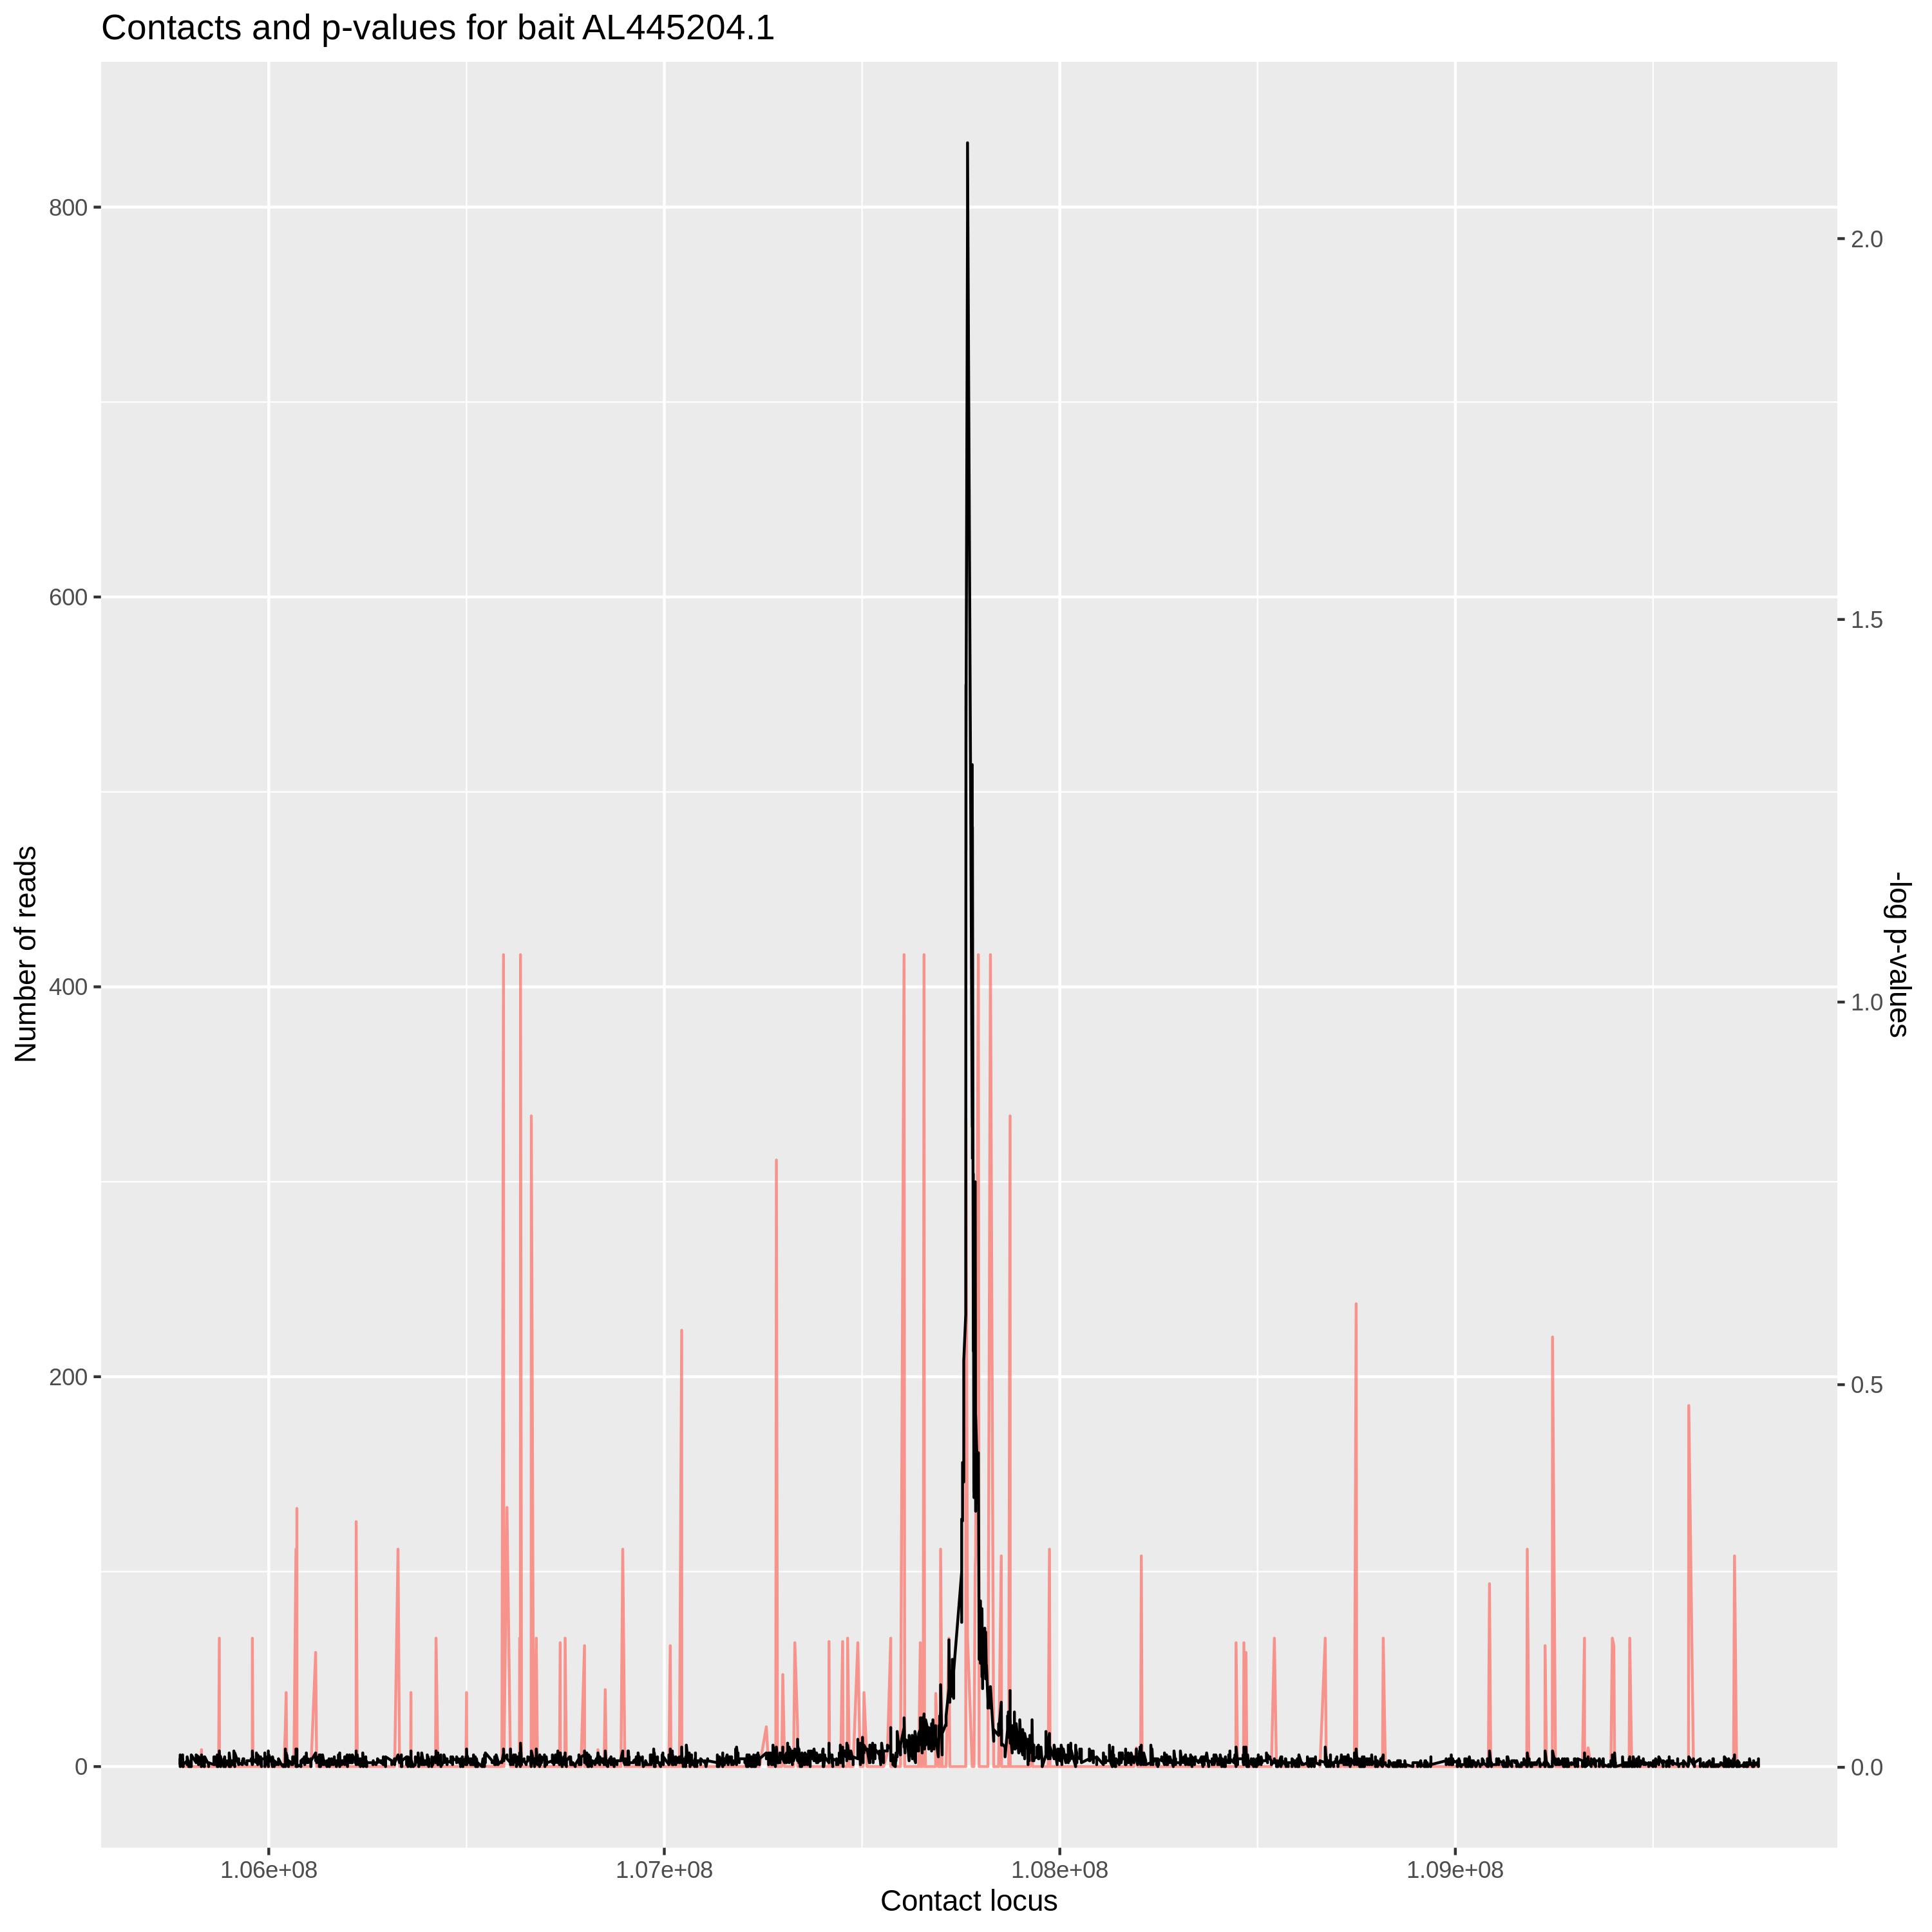 Contacts and p-values for bait AL445204.1
800
600
400
200
0
Number of reads
2.0
1.5
1.0
0.5
0.0
-log p-values
1.06e+08
1.07e+08
1.08e+08
1.09e+08
Contact locus